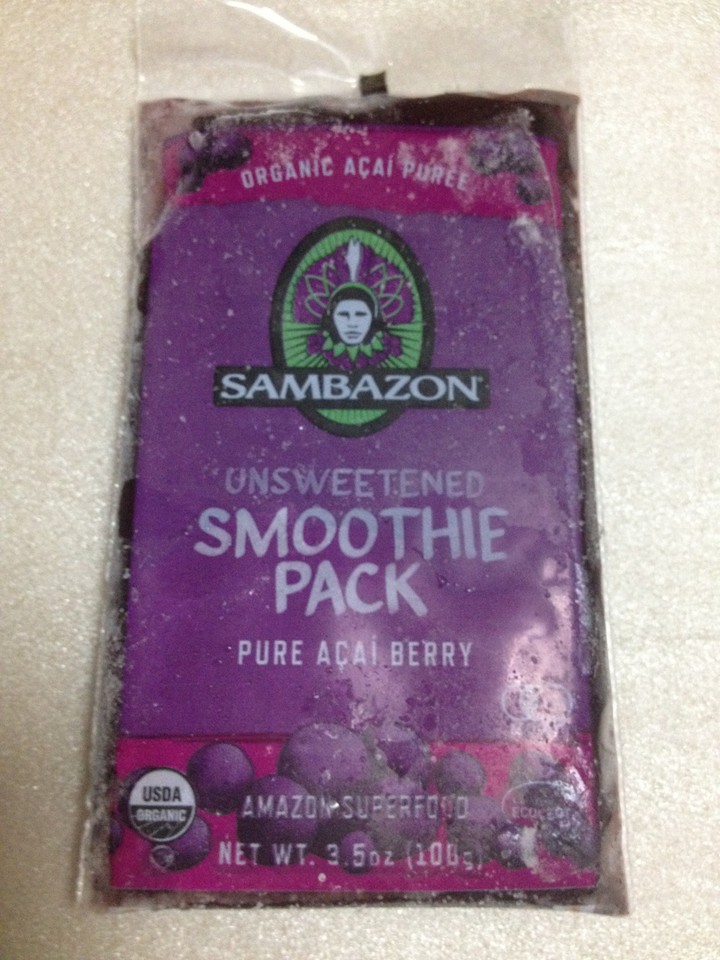 ORGANIC AÇAÍ PUREE
SAMBAZON
UNSWEETENED
SMOOTHIE
PACK
PURE AÇAÍ BERRY
USDA
ORGANIC
AMAZON SUPERFOOD
NET WT. 3.5oz (100g)